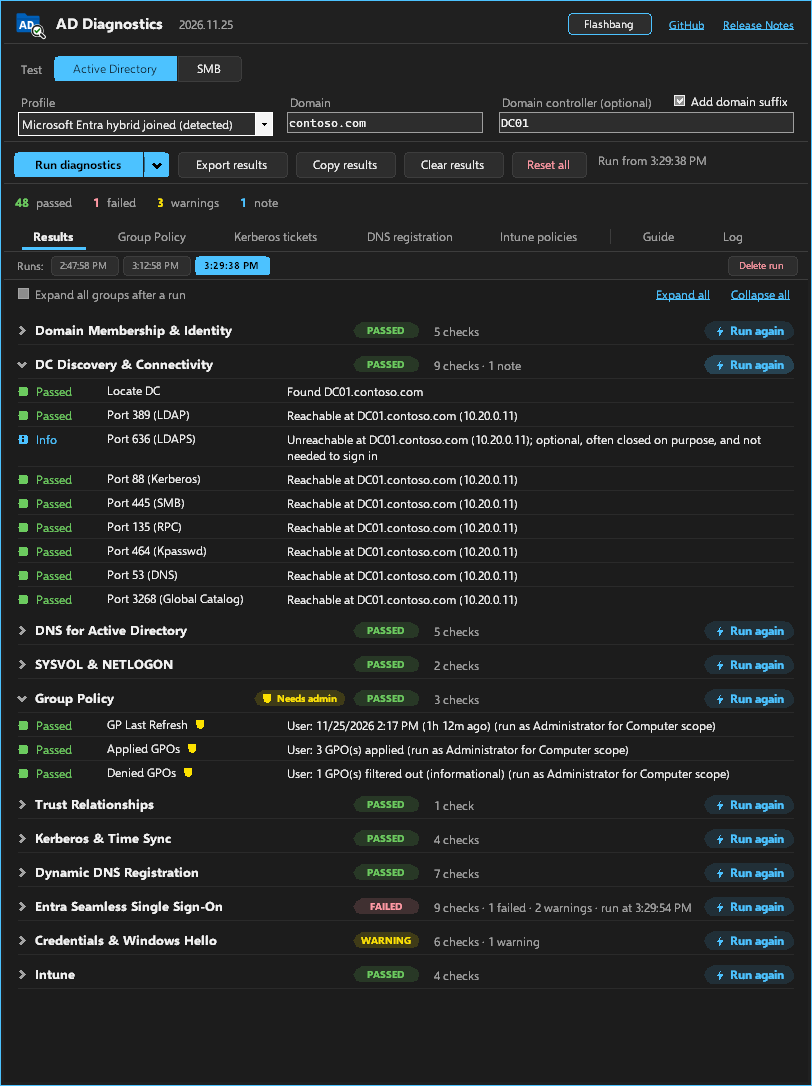 AD Diagnostics 2026.11.25 Flashbang GitHub Release Notes
Test Active Directory SMB
Profile Domain Domain controller (optional) Add domain suffix
Microsoft Entra hybrid joined (detected) contoso.com DC01
Run diagnostics Export results Copy results Clear results Reset all Run from 3:29:38 PM
48 passed 1 failed 3 warnings 1 note
Results Group Policy Kerberos tickets DNS registration Intune policies Guide Log
Runs: 2:47:58 PM 3:12:58 PM 3:29:38 PM Delete run
Expand all groups after a run Expand all Collapse all
Domain Membership & Identity PASSED 5 checks Run again
DC Discovery & Connectivity PASSED 9 checks · 1 note Run again
Passed Locate DC Found DC01.contoso.com
Passed Port 389 (LDAP) Reachable at DC01.contoso.com (10.20.0.11)
Info Port 636 (LDAPS) Unreachable at DC01.contoso.com (10.20.0.11); optional, often closed on purpose, and not
needed to sign in
Passed Port 88 (Kerberos) Reachable at DC01.contoso.com (10.20.0.11)
Passed Port 445 (SMB) Reachable at DC01.contoso.com (10.20.0.11)
Passed Port 135 (RPC) Reachable at DC01.contoso.com (10.20.0.11)
Passed Port 464 (Kpasswd) Reachable at DC01.contoso.com (10.20.0.11)
Passed Port 53 (DNS) Reachable at DC01.contoso.com (10.20.0.11)
Passed Port 3268 (Global Catalog) Reachable at DC01.contoso.com (10.20.0.11)
DNS for Active Directory PASSED 5 checks Run again
SYSVOL & NETLOGON PASSED 2 checks Run again
Group Policy Needs admin PASSED 3 checks Run again
Passed GP Last Refresh User: 11/25/2026 2:17 PM (1h 12m ago) (run as Administrator for Computer scope)
Passed Applied GPOs User: 3 GPO(s) applied (run as Administrator for Computer scope)
Passed Denied GPOs User: 1 GPO(s) filtered out (informational) (run as Administrator for Computer scope)
Trust Relationships PASSED 1 check Run again
Kerberos & Time Sync PASSED 4 checks Run again
Dynamic DNS Registration PASSED 7 checks Run again
Entra Seamless Single Sign-On FAILED 9 checks · 1 failed · 2 warnings · run at 3:29:54 PM Run again
Credentials & Windows Hello WARNING 6 checks · 1 warning Run again
Intune PASSED 4 checks Run again